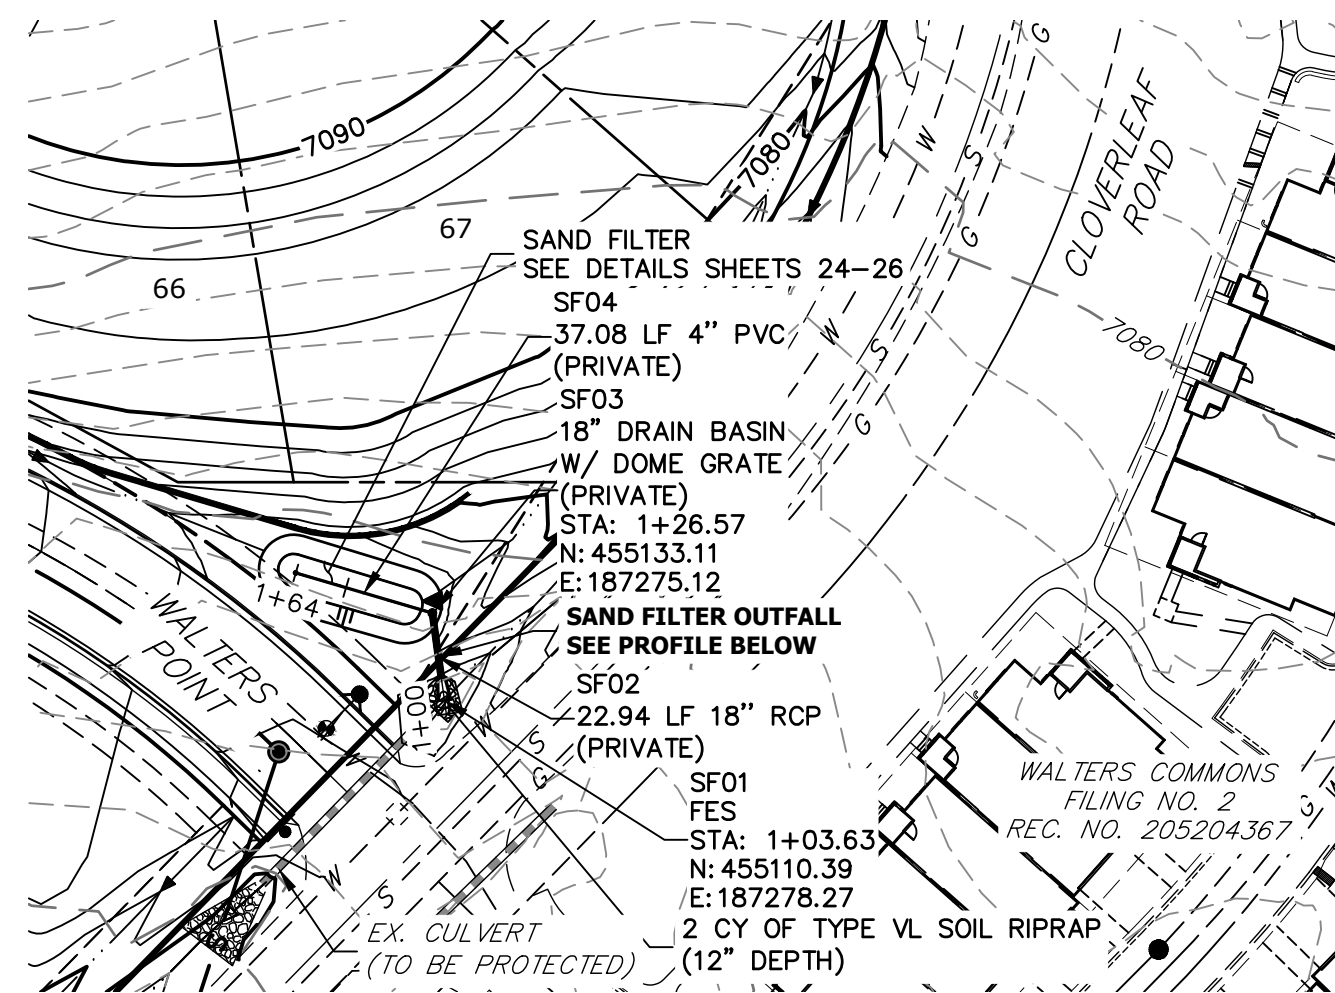 7090
7080
W
S
G
G
CLOVERLEAF
ROAD
67
66
SAND FILTER
SEE DETAILS SHEETS 24-26
SF04
37.08 LF 4" PVC
(PRIVATE)
W
S
G
7080
SF03
18" DRAIN BASIN
W/ DOME GRATE
(PRIVATE)
STA: 1+26.57
N: 455133.11
E: 187275.12
1+64
WALTERS
POINT
SAND FILTER OUTFALL
SEE PROFILE BELOW
SF02
22.94 LF 18" RCP
(PRIVATE)
1+00
W
S
G
SF01
FES
STA: 1+03.63
N: 455110.39
E: 187278.27
WALTERS COMMONS
FILING NO. 2
REC. NO. 205204367
G
W
W
S
EX. CULVERT
(TO BE PROTECTED)
2 CY OF TYPE VL SOIL RIPRAP
(12" DEPTH)